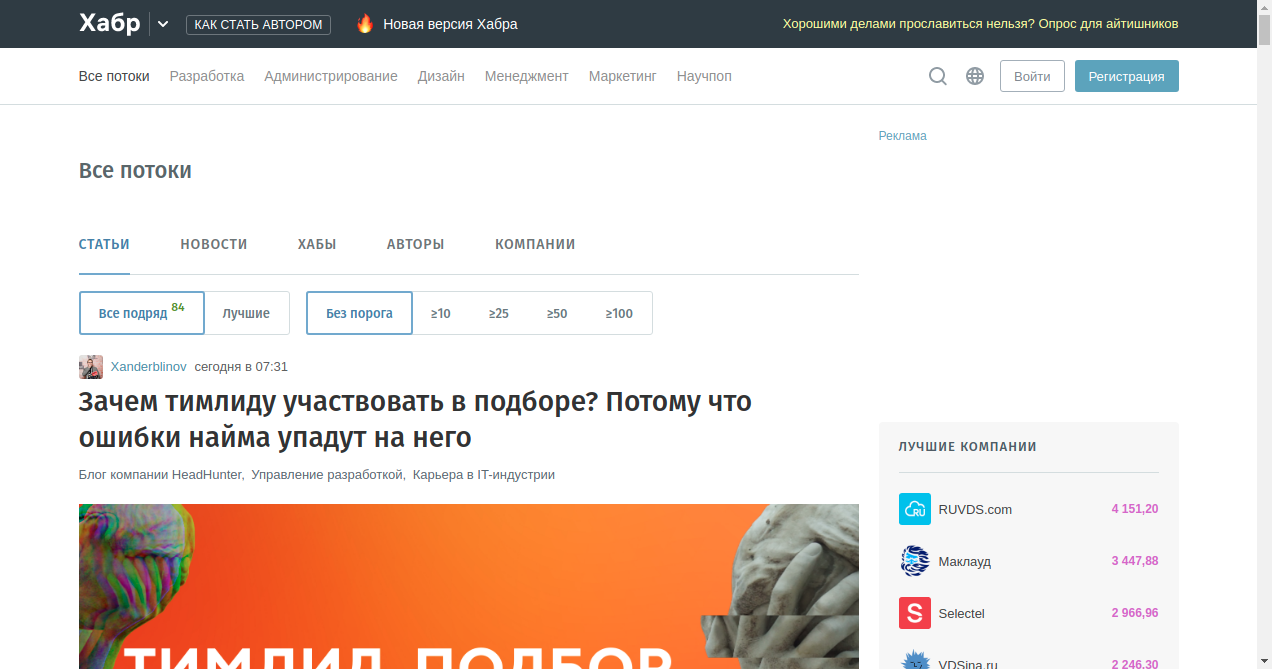 Хабр
КАК СТАТЬ АВТОРОМ
Новая версия Хабра
Хорошими делами прославиться нельзя? Опрос для айтишников
Все потоки Разработка Администрирование Дизайн Менеджмент Маркетинг Научпоп
Войти
Регистрация
Реклама
Все потоки
СТАТЬИ НОВОСТИ ХАБЫ АВТОРЫ КОМПАНИИ
Все подряд 84 Лучшие
Без порога ≥10 ≥25 ≥50 ≥100
Xanderblinov сегодня в 07:31
Зачем тимлиду участвовать в подборе? Потому что
ошибки найма упадут на него
Блог компании HeadHunter, Управление разработкой, Карьера в IT-индустрии
ТИМЛИД. ПОДБОР
ЛУЧШИЕ КОМПАНИИ
RU
RUVDS.com 4 151,20
Маклауд 3 447,88
S
Selectel 2 966,96
VDSina.ru 2 246,30